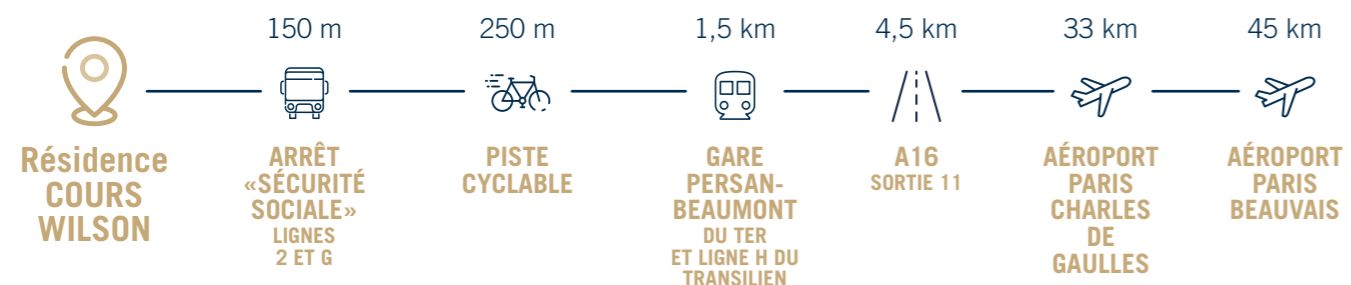 150 m
250 m
1,5 km
4,5 km
33 km
45 km
Résidence
COURS
WILSON
ARRÊT
«SÉCURITÉ
SOCIALE»
LIGNES
2 ET G
PISTE
CYCLABLE
GARE
PERSAN-
BEAUMONT
DU TER
ET LIGNE H DU
TRANSILIEN
A16
SORTIE 11
AÉROPORT
PARIS
CHARLES
DE
GAULLES
AÉROPORT
PARIS
BEAUVAIS